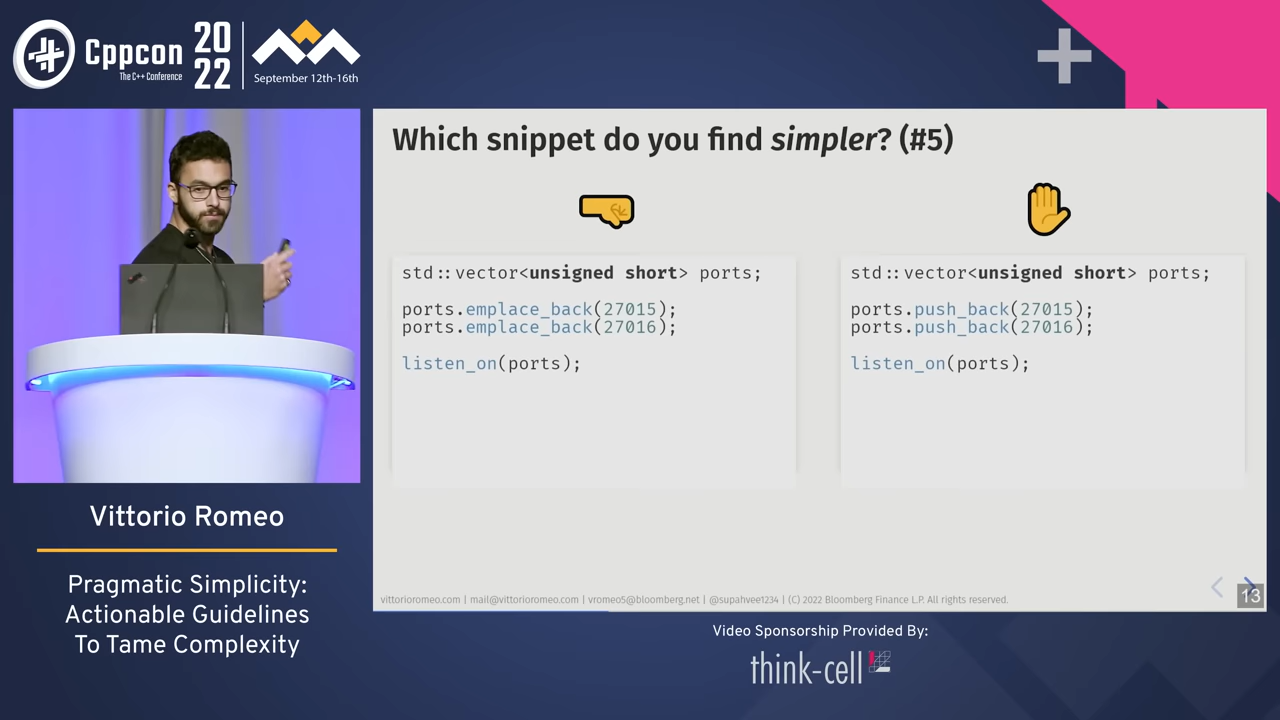 Cppcon
The C++ Conference
20
22
September 12th-16th
Which snippet do you find simpler? (#5)
std::vector<unsigned short> ports;
ports.emplace_back(27015);
ports.emplace_back(27016);
listen_on(ports);
std::vector<unsigned short> ports;
ports.push_back(27015);
ports.push_back(27016);
listen_on(ports);
vittorioromeo.com | mail@vittorioromeo.com | vromeo5@bloomberg.net | @supahvee1234 | (C) 2022 Bloomberg Finance L.P. All rights reserved.
13
Vittorio Romeo
Pragmatic Simplicity:
Actionable Guidelines
To Tame Complexity
Video Sponsorship Provided By:
think-cell